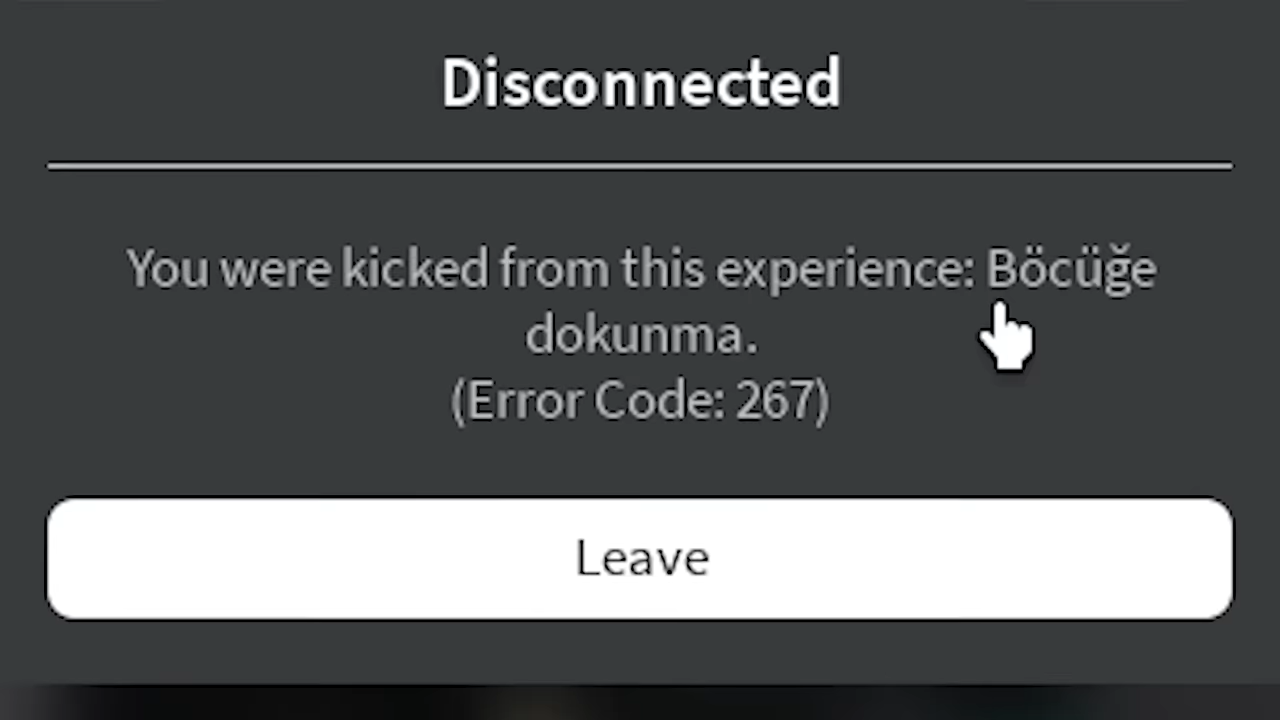 Disconnected
You were kicked from this experience: Böcüğe
dokunma.
(Error Code: 267)
Leave